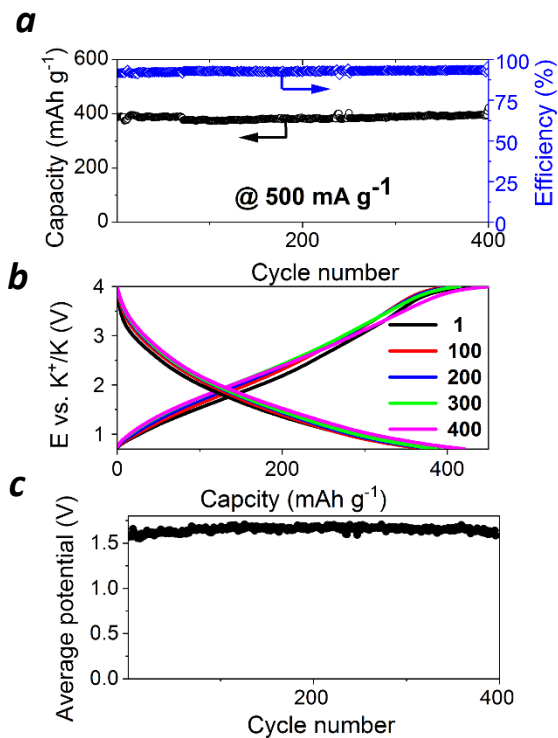 a
Capacity (mAh g⁻¹)
600
400
200
0
100
75
50
25
0
Efficiency (%)
@ 500 mA g⁻¹
0
200
400
Cycle number
b
E vs. K⁺/K (V)
4
3
2
1
1
100
200
300
400
0
200
400
Capcity (mAh g⁻¹)
c
Average potential (V)
1.5
1.0
0.5
0.0
0
200
400
Cycle number